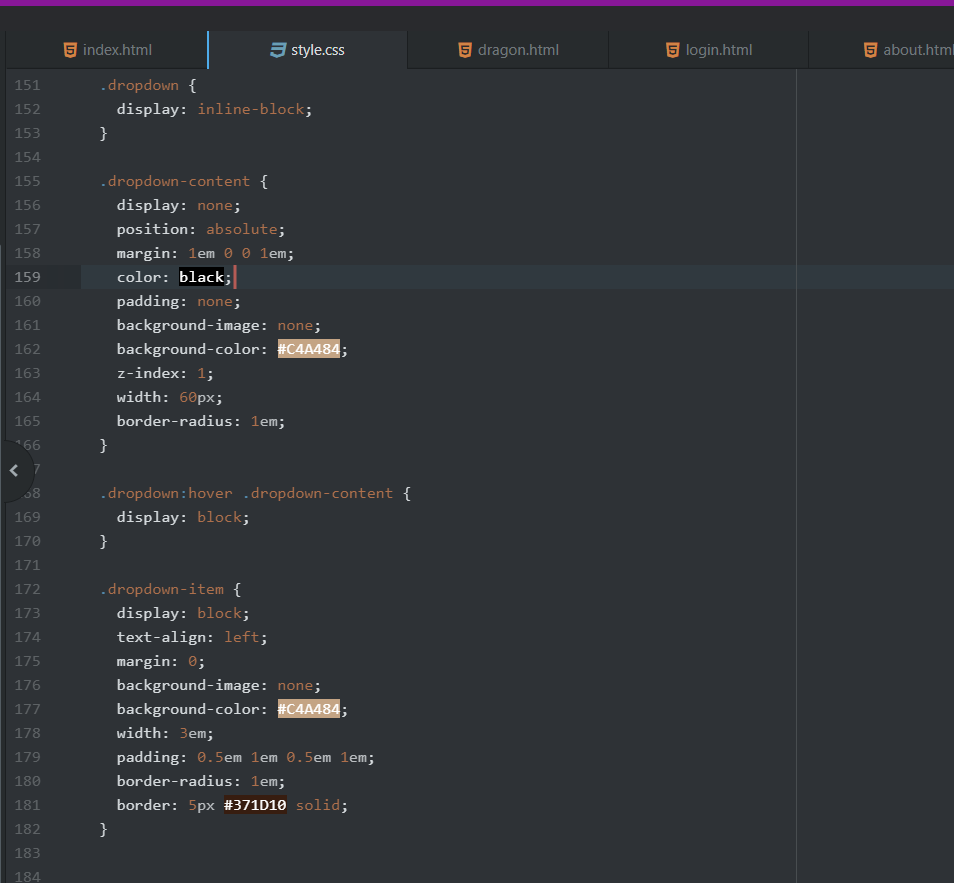 index.html style.css dragon.html login.html about.html
151 .dropdown {
152 display: inline-block;
153 }
154
155 .dropdown-content {
156 display: none;
157 position: absolute;
158 margin: 1em 0 0 1em;
159 color: black;
160 padding: none;
161 background-image: none;
162 background-color: #C4A484;
163 z-index: 1;
164 width: 60px;
165 border-radius: 1em;
166 }
7
68 .dropdown:hover .dropdown-content {
169 display: block;
170 }
171
172 .dropdown-item {
173 display: block;
174 text-align: left;
175 margin: 0;
176 background-image: none;
177 background-color: #C4A484;
178 width: 3em;
179 padding: 0.5em 1em 0.5em 1em;
180 border-radius: 1em;
181 border: 5px #371D10 solid;
182 }
183
184